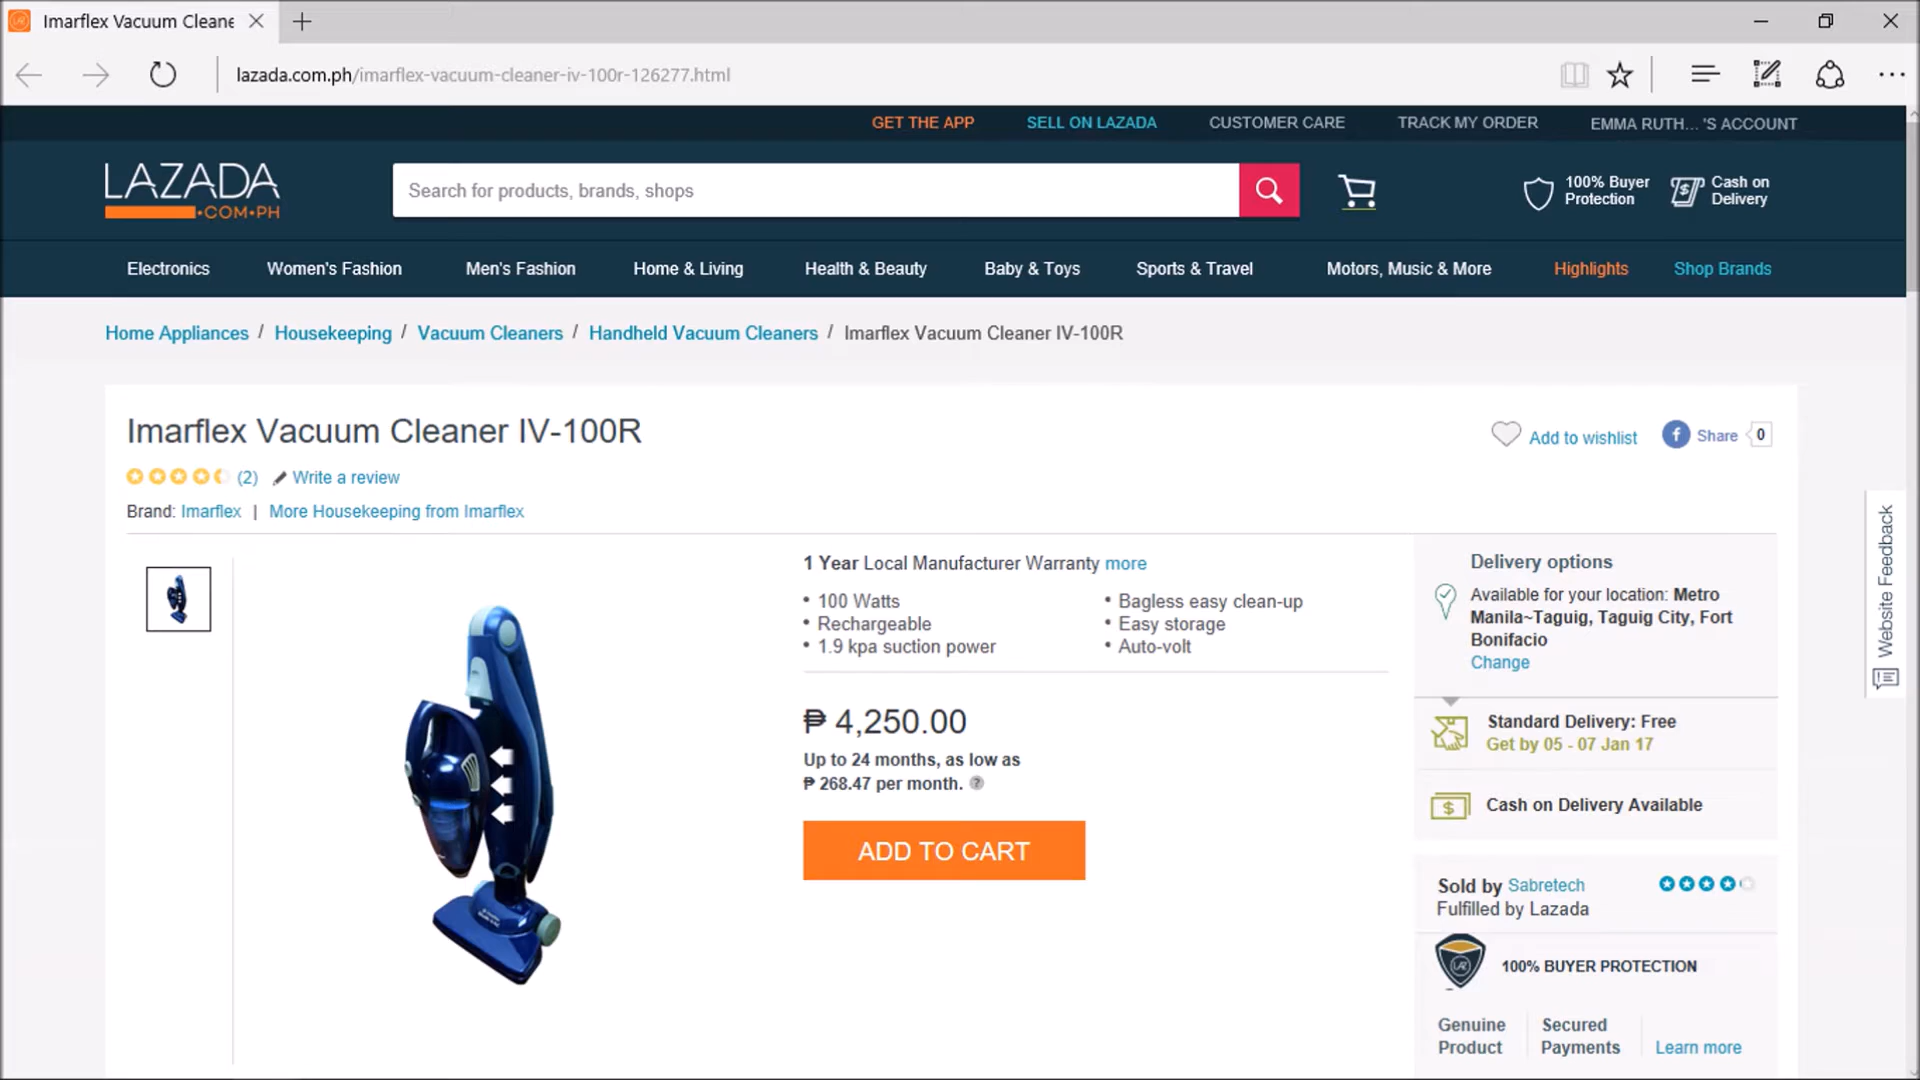 Imarflex Vacuum Cleane
lazada.com.ph/imarflex-vacuum-cleaner-iv-100r-126277.html
GET THE APP
SELL ON LAZADA
CUSTOMER CARE
TRACK MY ORDER
EMMA RUTH... 'S ACCOUNT
LAZADA
.COM.PH
Search for products, brands, shops
100% Buyer
Protection
Cash on
Delivery
Electronics
Women's Fashion
Men's Fashion
Home & Living
Health & Beauty
Baby & Toys
Sports & Travel
Motors, Music & More
Highlights
Shop Brands
Home Appliances / Housekeeping / Vacuum Cleaners / Handheld Vacuum Cleaners / Imarflex Vacuum Cleaner IV-100R
Imarflex Vacuum Cleaner IV-100R
Add to wishlist
Share
0
(2)
Write a review
Brand: Imarflex | More Housekeeping from Imarflex
1 Year Local Manufacturer Warranty more
• 100 Watts
• Rechargeable
• 1.9 kpa suction power
• Bagless easy clean-up
• Easy storage
• Auto-volt
₱ 4,250.00
Up to 24 months, as low as
₱ 268.47 per month. ?
ADD TO CART
Delivery options
Available for your location: Metro
Manila~Taguig, Taguig City, Fort
Bonifacio
Change
Standard Delivery: Free
Get by 05 - 07 Jan 17
Cash on Delivery Available
Sold by Sabretech
Fulfilled by Lazada
100% BUYER PROTECTION
Genuine
Product
Secured
Payments
Learn more
Website Feedback